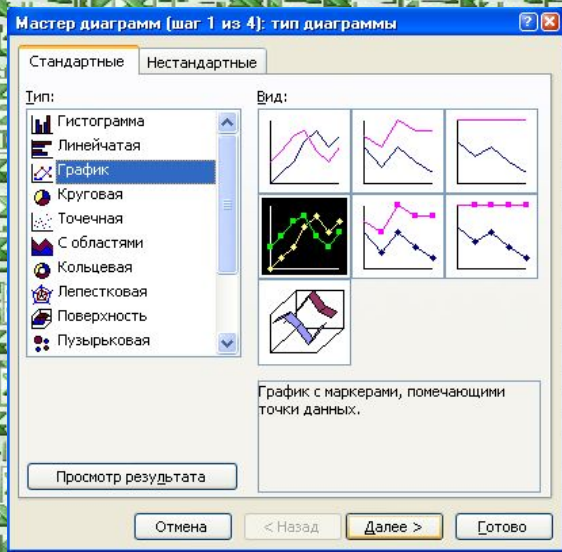 Мастер диаграмм (шаг 1 из 4): тип диаграммы
Стандартные
Нестандартные
Тип:
Гистограмма
Линейчатая
График
Круговая
Точечная
С областями
Кольцевая
Лепестковая
Поверхность
Пузырьковая
Вид:
График с маркерами, помечающими
точки данных.
Просмотр результата
Отмена
< Назад
Далее >
Готово